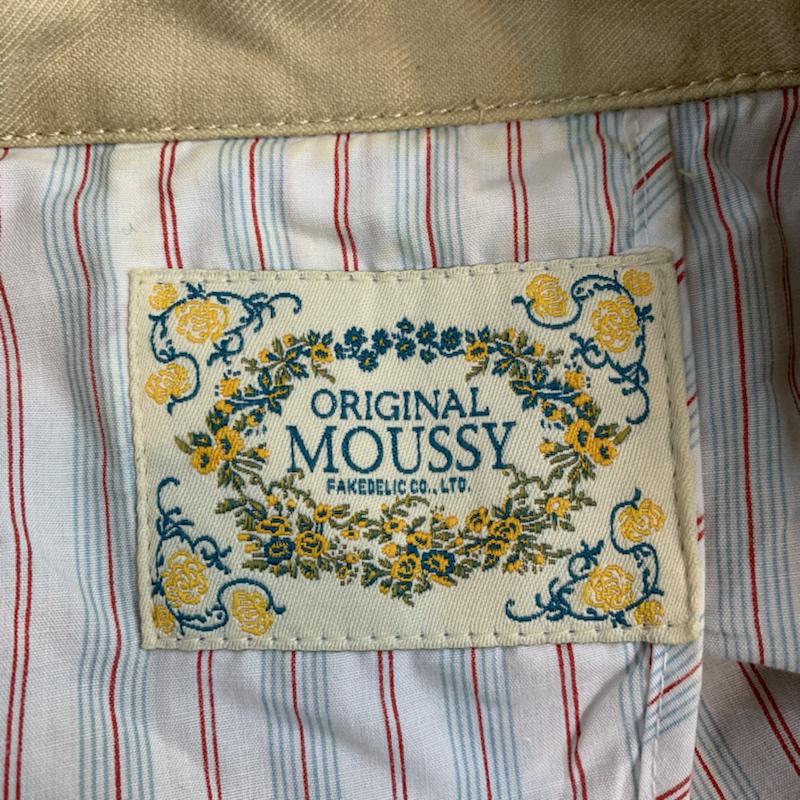 ORIGINAL
MOUSSY
FAKEDELIC CO., LTD.